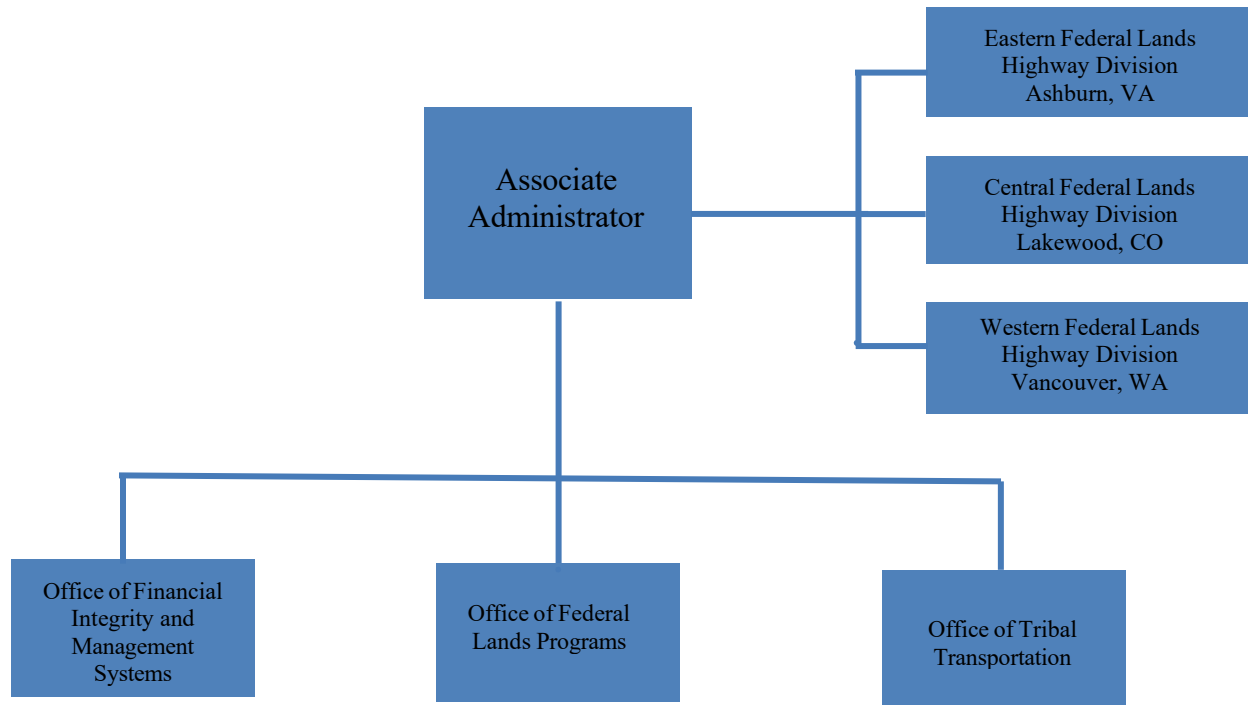 Eastern Federal Lands
Highway Division
Ashburn, VA
Associate
Administrator
Central Federal Lands
Highway Division
Lakewood, CO
Western Federal Lands
Highway Division
Vancouver, WA
Office of Financial
Integrity and
Management
Systems
Office of Federal
Lands Programs
Office of Tribal
Transportation